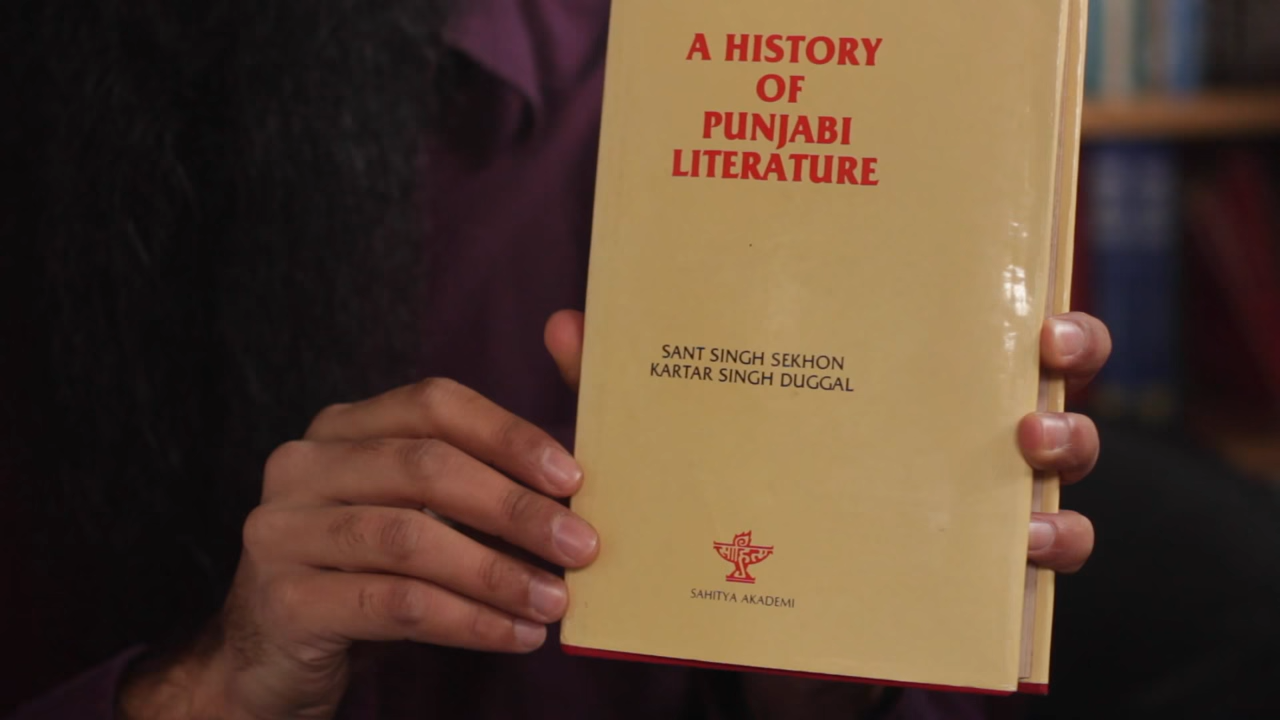 A HISTORY
OF
PUNJABI
LITERATURE
SANT SINGH SEKHON
KARTAR SINGH DUGGAL
साहित्य
SAHITYA AKADEMI